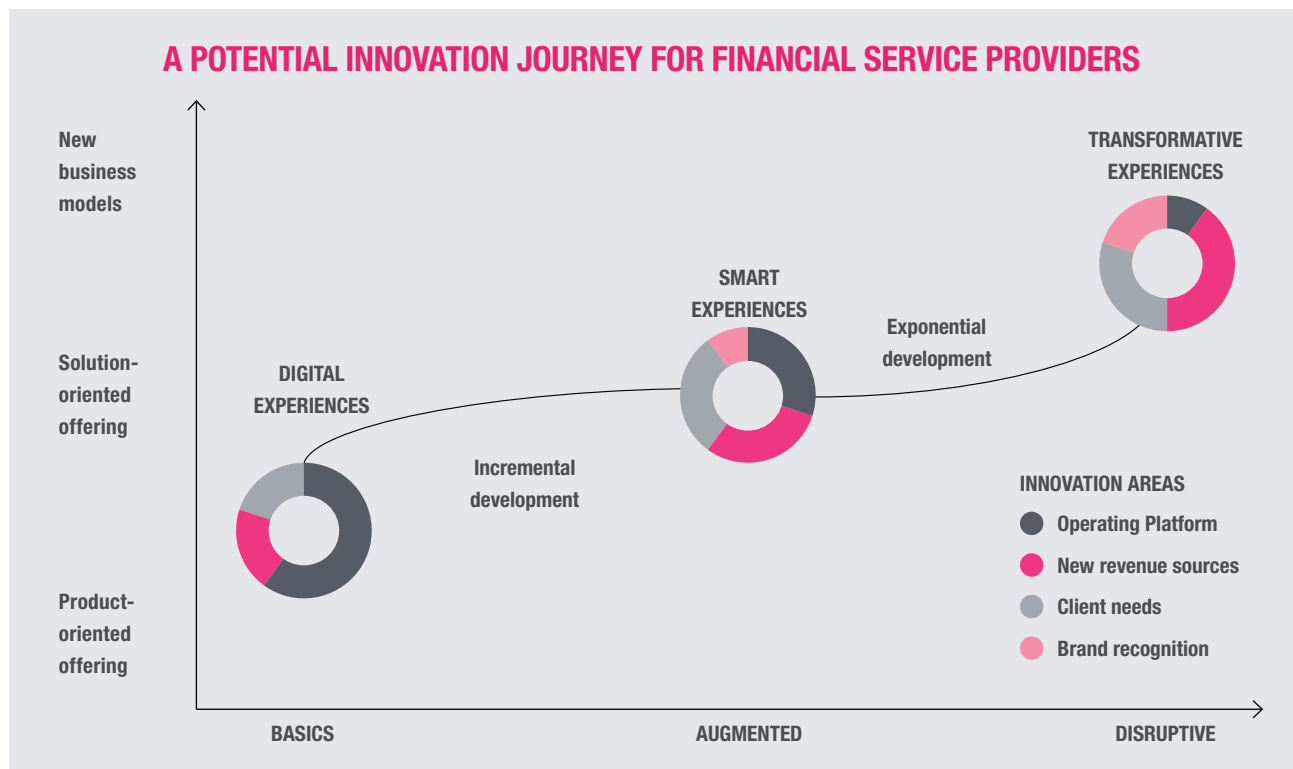 A POTENTIAL INNOVATION JOURNEY FOR FINANCIAL SERVICE PROVIDERS
New
business
models
Solution-
oriented
offering
Product-
oriented
offering
DIGITAL
EXPERIENCES
Incremental
development
SMART
EXPERIENCES
Exponential
development
TRANSFORMATIVE
EXPERIENCES
INNOVATION AREAS
Operating Platform
New revenue sources
Client needs
Brand recognition
BASICS
AUGMENTED
DISRUPTIVE